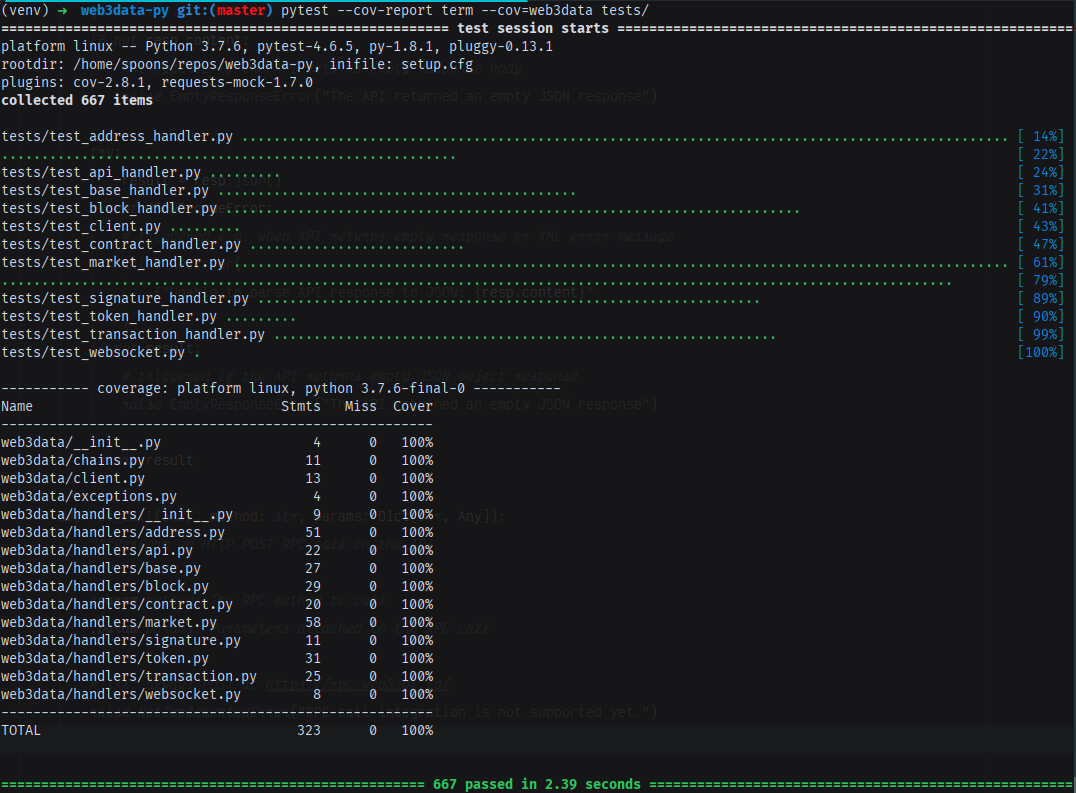 (venv) → web3data-py git:(master) pytest --cov-report term --cov=web3data tests/
======================================================== test session starts =========================================================
platform linux -- Python 3.7.6, pytest-4.6.5, py-1.8.1, pluggy-0.13.1
rootdir: /home/spoons/repos/web3data-py, inifile: setup.cfg
plugins: cov-2.8.1, requests-mock-1.7.0
collected 667 items
tests/test_address_handler.py ................................................................................................ [ 14%]
......................................................... [ 22%]
tests/test_api_handler.py ......... [ 24%]
tests/test_base_handler.py ............................................. [ 31%]
tests/test_block_handler.py ........................................................................ [ 41%]
tests/test_client.py ......... [ 43%]
tests/test_contract_handler.py ........................... [ 47%]
tests/test_market_handler.py ................................................................................................. [ 61%]
....................................................................................................................... [ 79%]
tests/test_signature_handler.py ............................................................... [ 89%]
tests/test_token_handler.py ......... [ 90%]
tests/test_transaction_handler.py ............................................................... [ 99%]
tests/test_websocket.py . [100%]
----------- coverage: platform linux, python 3.7.6-final-0 -----------
Name Stmts Miss Cover
------------------------------------------------------
web3data/__init__.py 4 0 100%
web3data/chains.py 11 0 100%
web3data/client.py 13 0 100%
web3data/exceptions.py 4 0 100%
web3data/handlers/__init__.py 9 0 100%
web3data/handlers/address.py 51 0 100%
web3data/handlers/api.py 22 0 100%
web3data/handlers/base.py 27 0 100%
web3data/handlers/block.py 29 0 100%
web3data/handlers/contract.py 20 0 100%
web3data/handlers/market.py 58 0 100%
web3data/handlers/signature.py 11 0 100%
web3data/handlers/token.py 31 0 100%
web3data/handlers/transaction.py 25 0 100%
web3data/handlers/websocket.py 8 0 100%
------------------------------------------------------
TOTAL 323 0 100%
===================================================== 667 passed in 2.39 seconds =====================================================